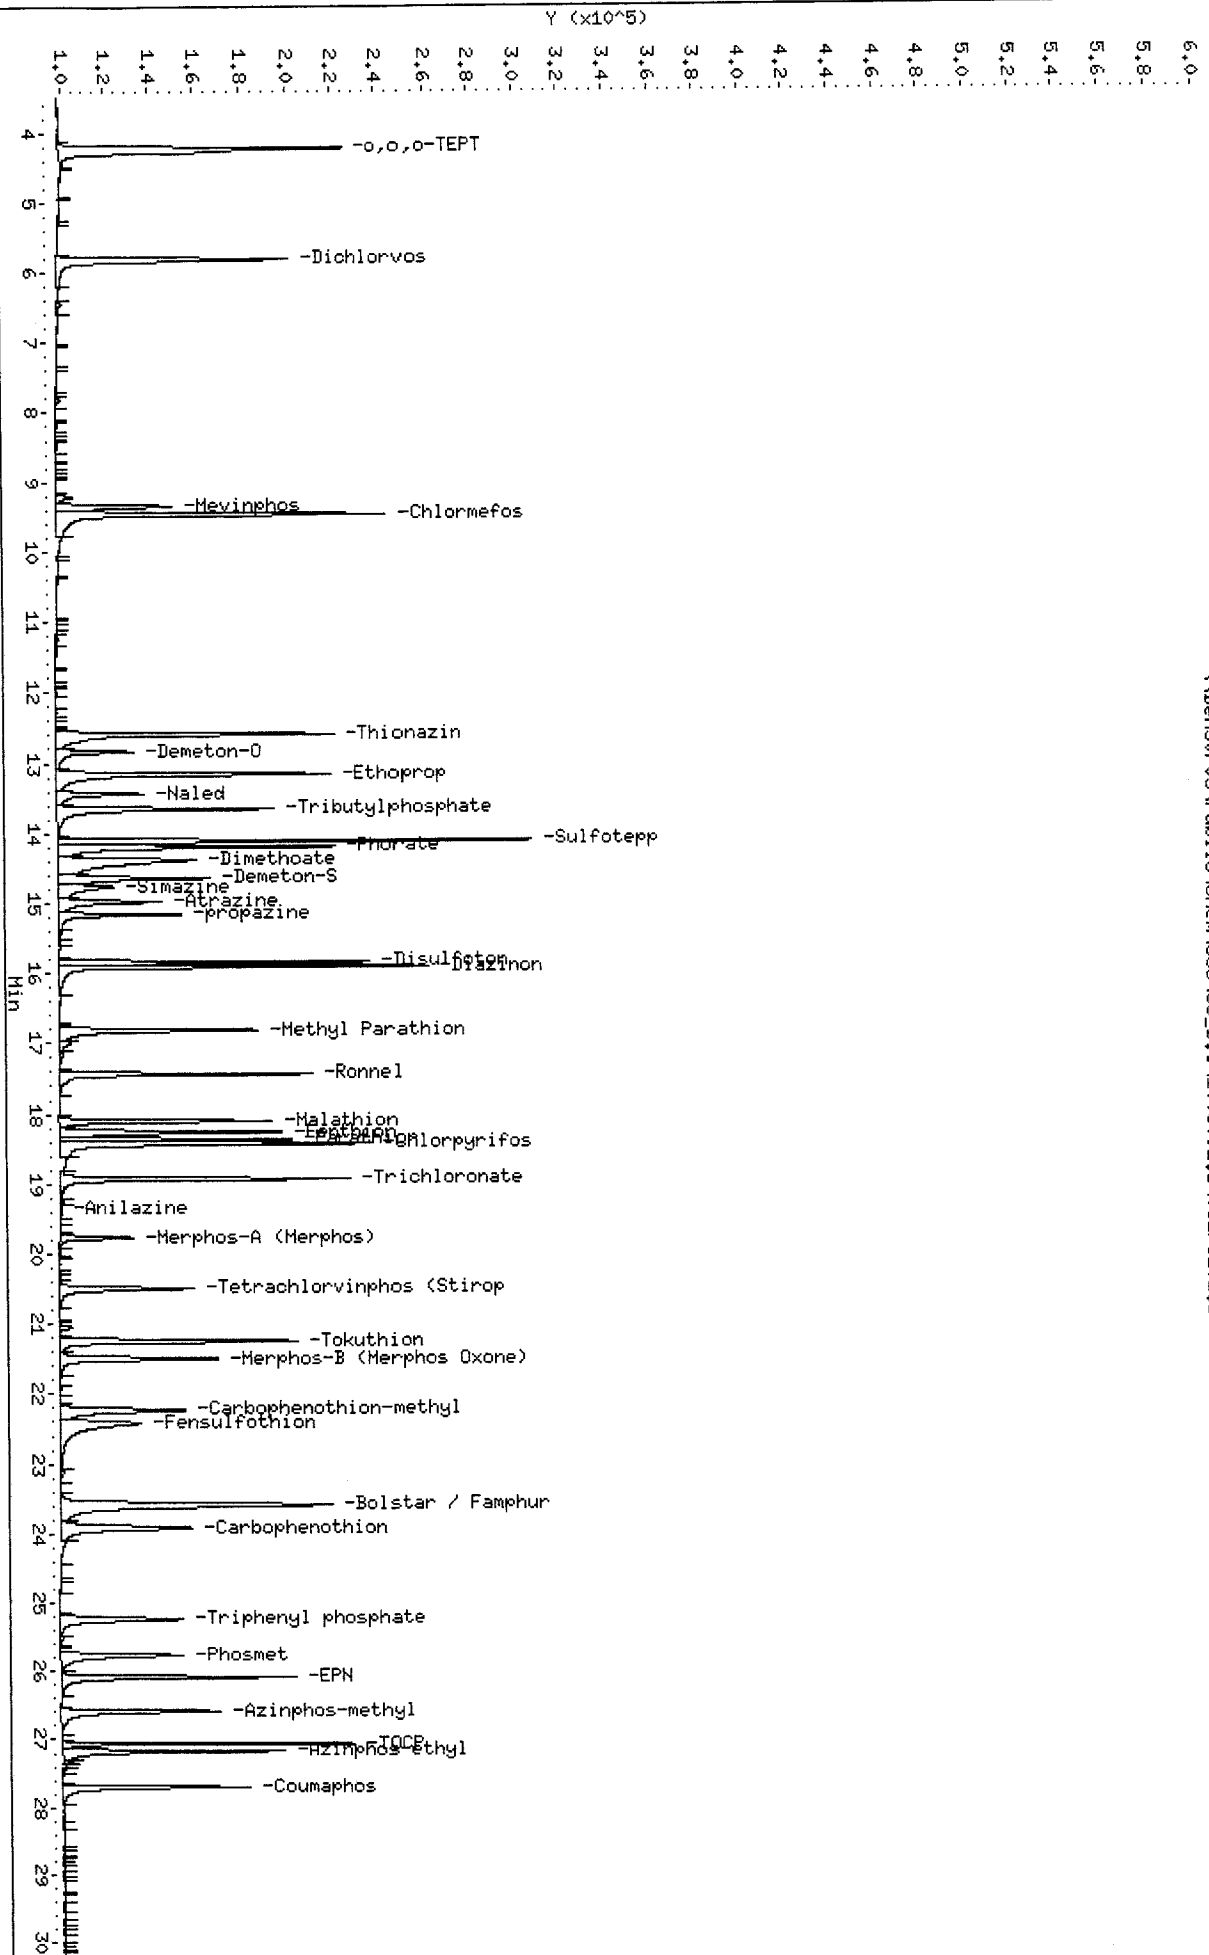 Y (x10^5)
1.0
1.2
1.4
1.6
1.8
2.0
2.2
2.4
2.6
2.8
3.0
3.2
3.4
3.6
3.8
4.0
4.2
4.4
4.6
4.8
5.0
5.2
5.4
5.6
5.8
6.0
4
5
6
7
8
9
10
11
12
13
14
15
16
17
18
19
20
21
22
23
24
25
26
27
28
29
30
Min
-o,o,o-TEPT
-Dichlorvos
-Mevinphos
-Chlormefos
-Thionazin
-Demeton-O
-Ethoprop
-Naled
-Tributylphosphate
-Sulfotepp
-Phorate
-Dimethoate
-Demeton-S
-Simazine
-Atrazine
-propazine
-Disulfoton
-Diazinon
-Methyl Parathion
-Ronnel
-Malathion
-Fenthion
-Parathion
-Chlorpyrifos
-Trichloronate
-Anilazine
-Merphos-A (Merphos)
-Tetrachlorvinphos (Stirop
-Tokuthion
-Merphos-B (Merphos Oxone)
-Carbophenothion-methyl
-Fensulfothion
-Bolstar / Famphur
-Carbophenothion
-Triphenyl phosphate
-Phosmet
-EPN
-Azinphos-methyl
-TOCP
-Azinphos-ethyl
-Coumaphos